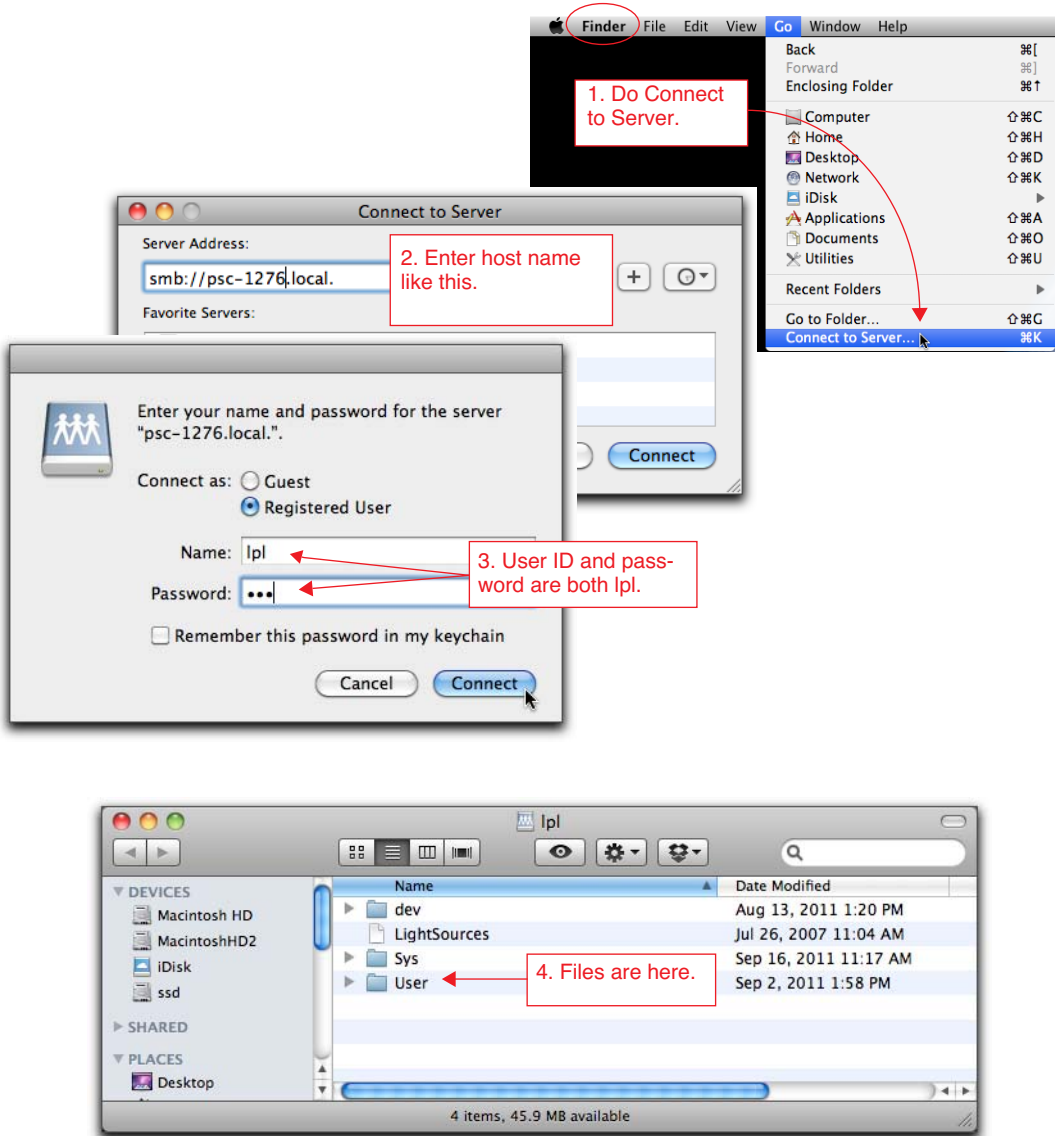 Finder File Edit View Go Window Help
Back ⌘[
Forward ⌘]
Enclosing Folder ⌘↑
Computer ⇧⌘C
Home ⇧⌘H
Desktop ⇧⌘D
Network ⇧⌘K
iDisk
Applications ⇧⌘A
Documents ⇧⌘O
Utilities ⇧⌘U
Recent Folders
Go to Folder... ⇧⌘G
Connect to Server... ⌘K
1. Do Connect
to Server.
Connect to Server
Server Address:
smb://psc-1276.local.
Favorite Servers:
2. Enter host name
like this.
Connect
Enter your name and password for the server
"psc-1276.local.".
Connect as: Guest
Registered User
Name: lpl
Password: •••
Remember this password in my keychain
Cancel Connect
3. User ID and pass-
word are both lpl.
lpl
DEVICES
Macintosh HD
MacintoshHD2
iDisk
ssd
SHARED
PLACES
Desktop
Name Date Modified
dev Aug 13, 2011 1:20 PM
LightSources Jul 26, 2007 11:04 AM
Sys Sep 16, 2011 11:17 AM
User Sep 2, 2011 1:58 PM
4. Files are here.
4 items, 45.9 MB available